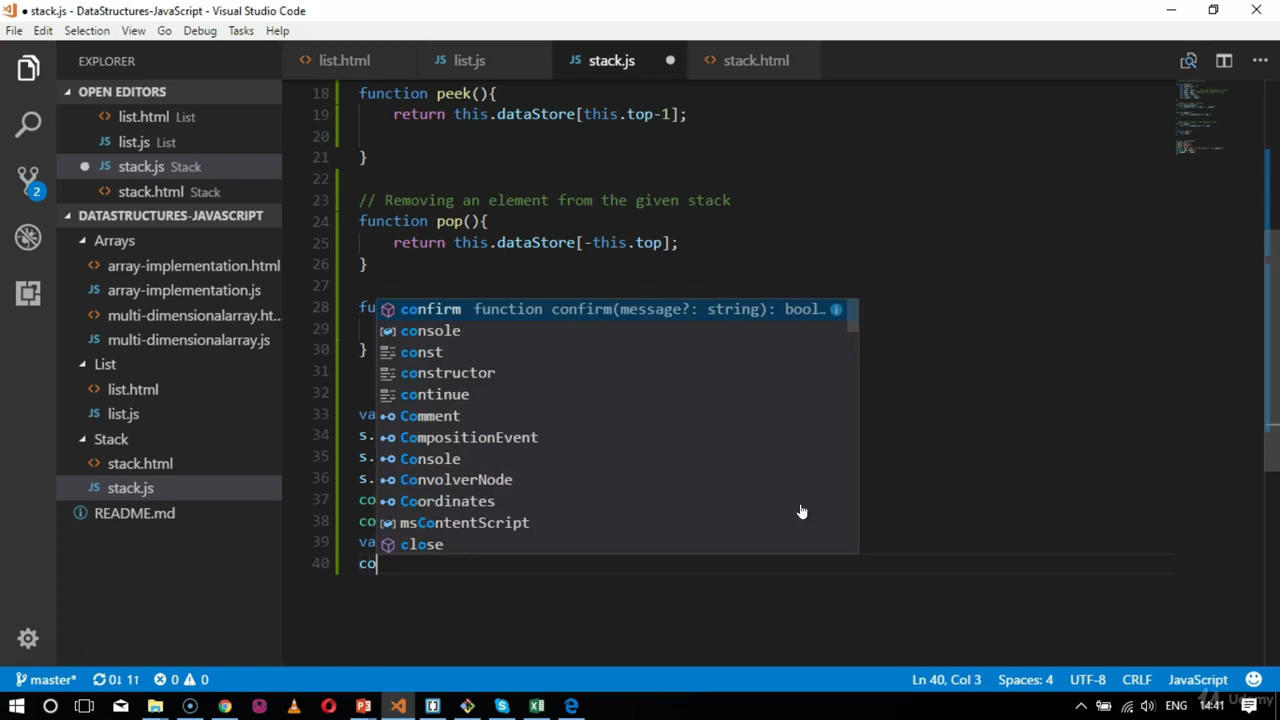 stack.js - DataStructures-JavaScript - Visual Studio Code
File Edit Selection View Go Debug Tasks Help
EXPLORER
list.html
list.js
stack.js
stack.html
OPEN EDITORS
list.html List
list.js List
stack.js Stack
stack.html Stack
2
DATASTRUCTURES-JAVASCRIPT
Arrays
array-implementation.html
array-implementation.js
multi-dimensionalarray.ht...
multi-dimensionalarray.js
List
list.html
list.js
Stack
stack.html
stack.js
README.md
18 function peek(){
19 return this.dataStore[this.top-1];
20
21 }
22
23 // Removing an element from the given stack
24 function pop(){
25 return this.dataStore[-this.top];
26 }
27
28 fu
29
30 }
31
32
33 va
34 s.
35 s.
36 s.
37 co
38 co
39 va
40 co
confirm function confirm(message?: string): bool...
console
const
constructor
continue
Comment
CompositionEvent
Console
ConvolverNode
Coordinates
msContentScript
close
master* 0↓ 1↑ 0 0
Ln 40, Col 3 Spaces: 4 UTF-8 CRLF JavaScript
ENG 14:41
Udemy